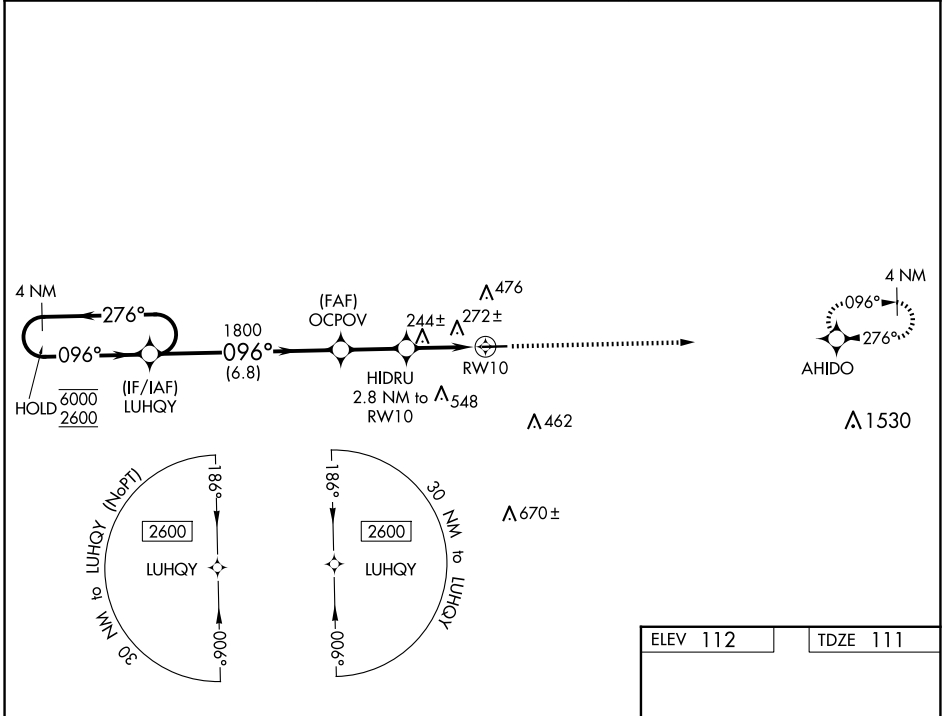 4 NM
276°
096°
HOLD
6000
2600
(IF/IAF)
LUHQY
1800
096°
(6.8)
(FAF)
OCPOV
HIDRU
2.8 NM to
RW10
244±
272±
476
548
RW10
462
670±
4 NM
096°
276°
AHIDO
1530
30 NM to LUHQY (NoPT)
186°
2600
LUHQY
006°
186°
2600
LUHQY
006°
30 NM to LUHQY
ELEV 112
TDZE 111